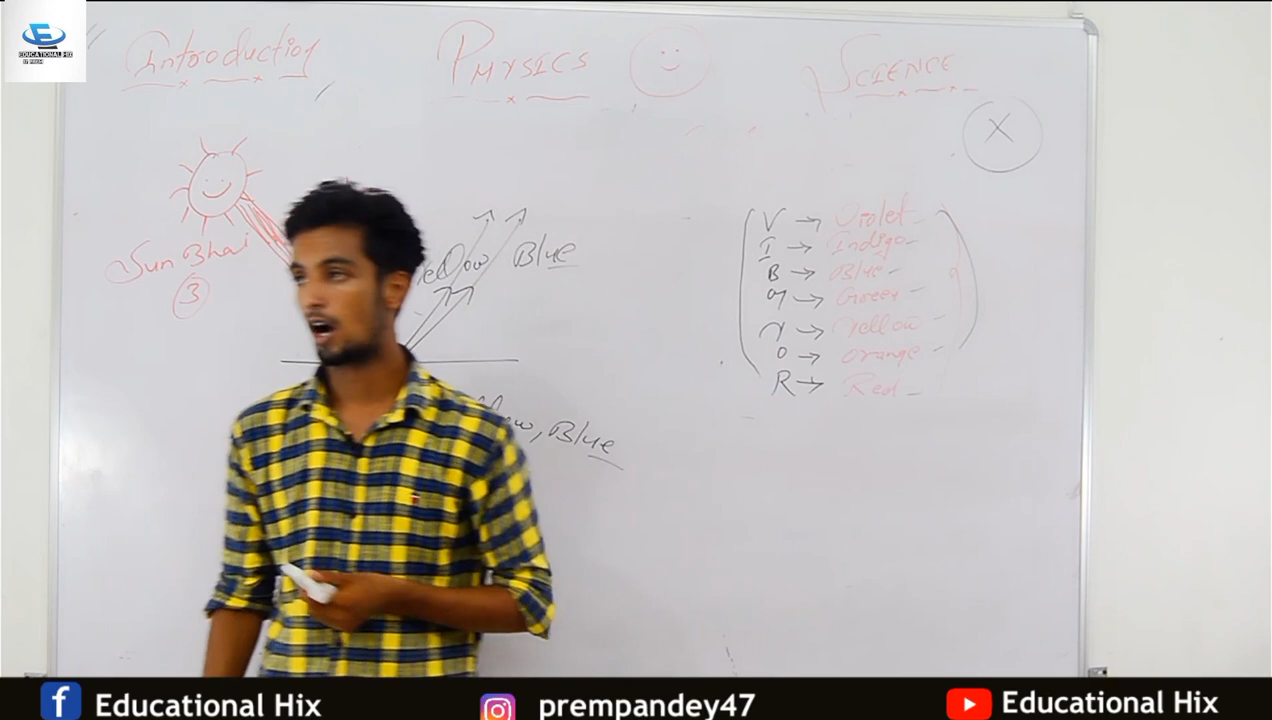 EDUCATIONAL HIX
Introduction
PHYSICS
SCIENCE
X
Sun Bhai
3
Yellow
Blue
Blue
V → Violet
I → Indigo
B → Blue
G → Green
Y → Yellow
O → Orange
R → Red
Educational Hix
prempandey47
Educational Hix